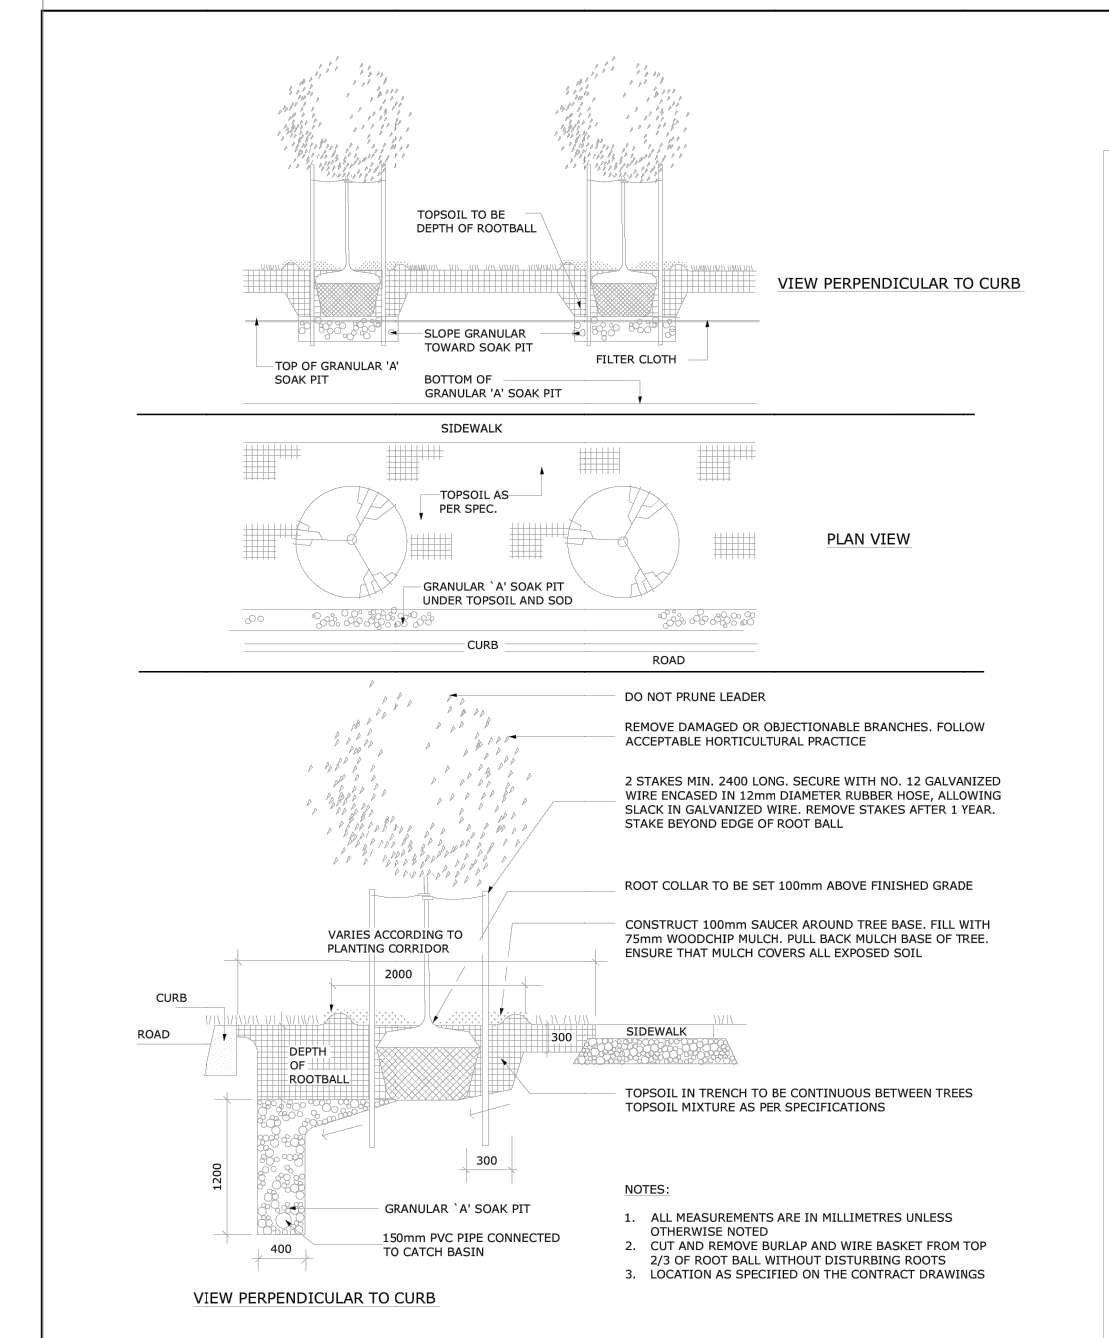 TOPSOIL TO BE
DEPTH OF ROOTBALL
VIEW PERPENDICULAR TO CURB
SLOPE GRANULAR
TOWARD SOAK PIT
FILTER CLOTH
TOP OF GRANULAR 'A'
SOAK PIT
BOTTOM OF
GRANULAR 'A' SOAK PIT
SIDEWALK
TOPSOIL AS
PER SPEC.
PLAN VIEW
GRANULAR `A' SOAK PIT
UNDER TOPSOIL AND SOD
CURB
ROAD
DO NOT PRUNE LEADER
REMOVE DAMAGED OR OBJECTIONABLE BRANCHES. FOLLOW
ACCEPTABLE HORTICULTURAL PRACTICE
2 STAKES MIN. 2400 LONG. SECURE WITH NO. 12 GALVANIZED
WIRE ENCASED IN 12mm DIAMETER RUBBER HOSE, ALLOWING
SLACK IN GALVANIZED WIRE. REMOVE STAKES AFTER 1 YEAR.
STAKE BEYOND EDGE OF ROOT BALL
ROOT COLLAR TO BE SET 100mm ABOVE FINISHED GRADE
CONSTRUCT 100mm SAUCER AROUND TREE BASE. FILL WITH
75mm WOODCHIP MULCH. PULL BACK MULCH BASE OF TREE.
ENSURE THAT MULCH COVERS ALL EXPOSED SOIL
VARIES ACCORDING TO
PLANTING CORRIDOR
2000
CURB
ROAD
SIDEWALK
300
DEPTH
OF
ROOTBALL
TOPSOIL IN TRENCH TO BE CONTINUOUS BETWEEN TREES
TOPSOIL MIXTURE AS PER SPECIFICATIONS
300
1200
GRANULAR `A' SOAK PIT
150mm PVC PIPE CONNECTED
TO CATCH BASIN
400
NOTES:
1. ALL MEASUREMENTS ARE IN MILLIMETRES UNLESS
OTHERWISE NOTED
2. CUT AND REMOVE BURLAP AND WIRE BASKET FROM TOP
2/3 OF ROOT BALL WITHOUT DISTURBING ROOTS
3. LOCATION AS SPECIFIED ON THE CONTRACT DRAWINGS
VIEW PERPENDICULAR TO CURB